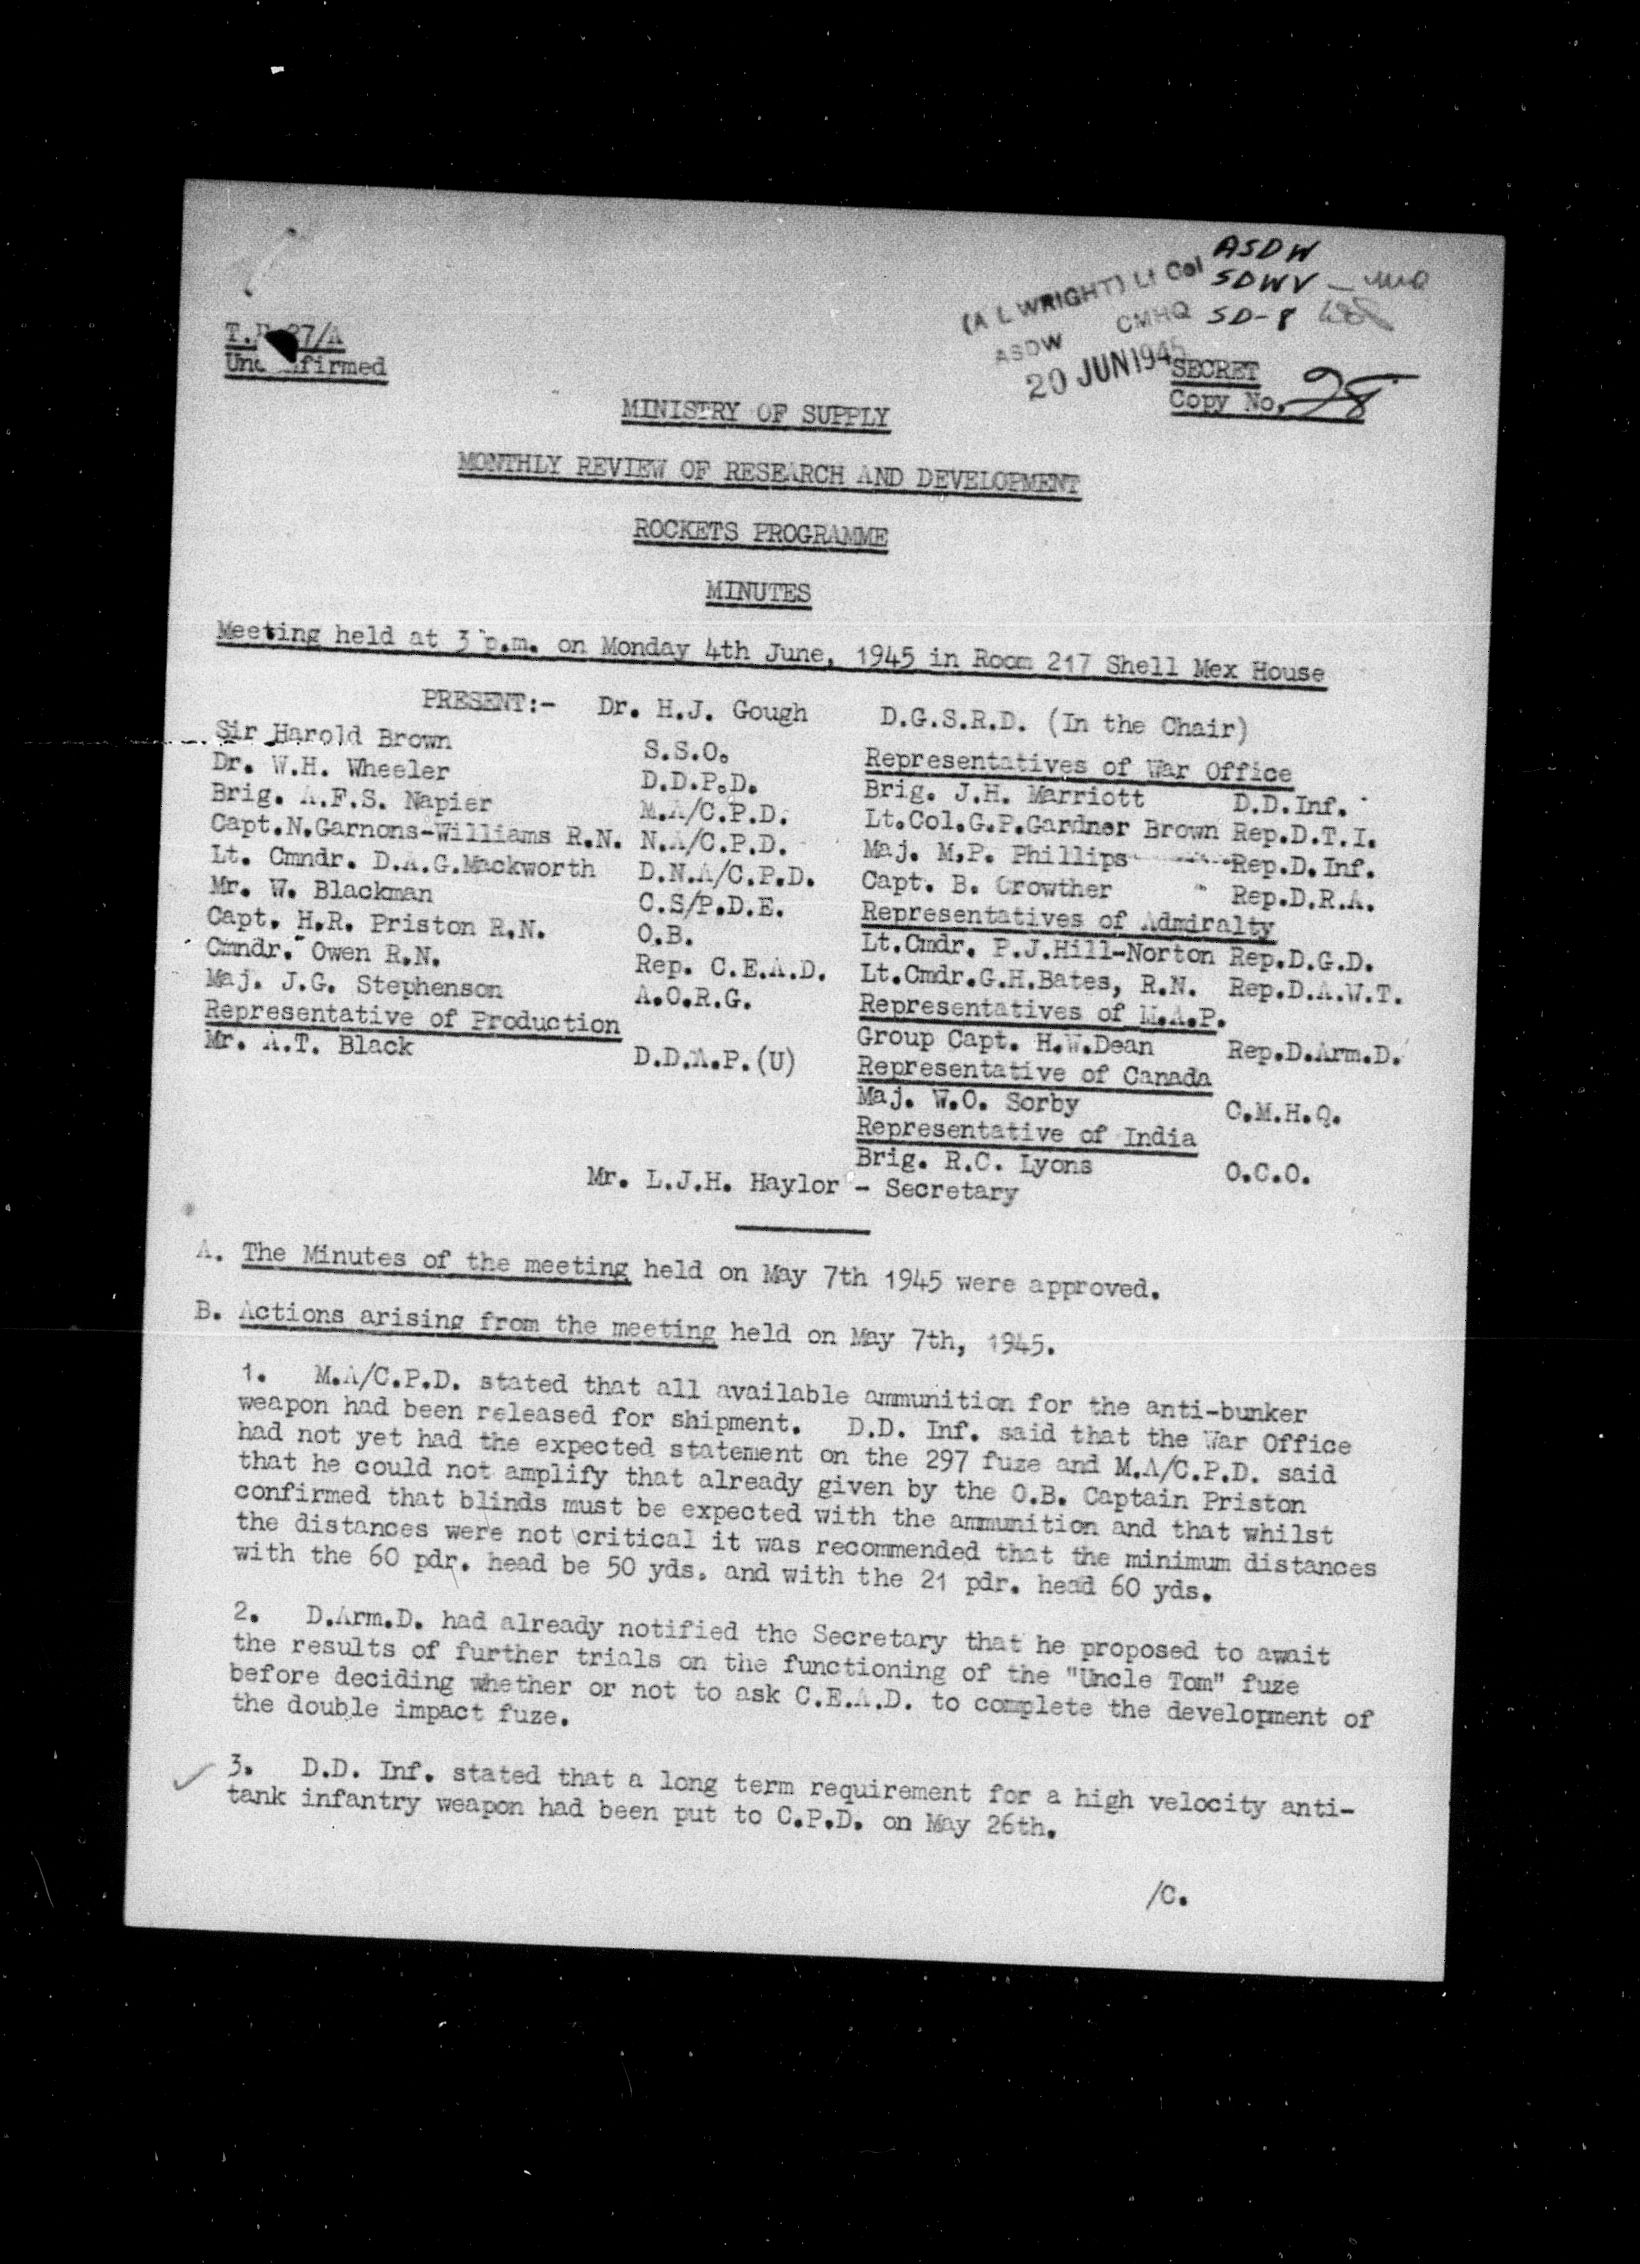 ASDW
SDWV
SD-8
(A L WRIGHT) Lt Col
ASDW CMHQ
20 JUN 1945
T. 27/A
Unconfirmed
SECRET
Copy No. 28
MINISTRY OF SUPPLY
MONTHLY REVIEW OF RESEARCH AND DEVELOPMENT
ROCKETS PROGRAMME
MINUTES
Meeting held at 3 p.m. on Monday 4th June, 1945 in Room 217 Shell Mex House
PRESENT:- Dr. H.J. Gough D.G.S.R.D. (In the Chair)
Sir Harold Brown S.S.O.
Dr. W.H. Wheeler D.D.P.D.
Brig. A.F.S. Napier M.A/C.P.D.
Capt.N.Garnons-Williams R.N. N.A/C.P.D.
Lt. Cmndr. D.A.G.Mackworth D.N.A/C.P.D.
Mr. W. Blackman C.S/P.D.E.
Capt. H.R. Priston R.N. O.B.
Cmndr. Owen R.N. Rep. C.E.A.D.
Maj. J.G. Stephenson A.O.R.G.
Representative of Production
Mr. A.T. Black D.D.A.P.(U)
Representatives of War Office
Brig. J.H. Marriott D.D.Inf.
Lt.Col.G.P.Gardner Brown Rep.D.T.I.
Maj. M.P. Phillips Rep.D.Inf.
Capt. B. Crowther Rep.D.R.A.
Representatives of Admiralty
Lt.Cmdr. P.J.Hill-Norton Rep.D.G.D.
Lt.Cmdr.G.H.Bates, R.N. Rep.D.A.W.T.
Representatives of M.A.P.
Group Capt. H.W.Dean Rep.D.Arm.D.
Representative of Canada
Maj. W.O. Sorby C.M.H.Q.
Representative of India
Brig. R.C. Lyons O.C.O.
Mr. L.J.H. Haylor - Secretary
A. The Minutes of the meeting held on May 7th 1945 were approved.
B. Actions arising from the meeting held on May 7th, 1945.
1. M.A/C.P.D. stated that all available ammunition for the anti-bunker
weapon had been released for shipment. D.D. Inf. said that the War Office
had not yet had the expected statement on the 297 fuze and M.A/C.P.D. said
that he could not amplify that already given by the O.B. Captain Priston
confirmed that blinds must be expected with the ammunition and that whilst
the distances were not critical it was recommended that the minimum distances
with the 60 pdr. head be 50 yds. and with the 21 pdr. head 60 yds.
2. D.Arm.D. had already notified the Secretary that he proposed to await
the results of further trials on the functioning of the "Uncle Tom" fuze
before deciding whether or not to ask C.E.A.D. to complete the development of
the double impact fuze.
3. D.D. Inf. stated that a long term requirement for a high velocity anti-
tank infantry weapon had been put to C.P.D. on May 26th.
/C.